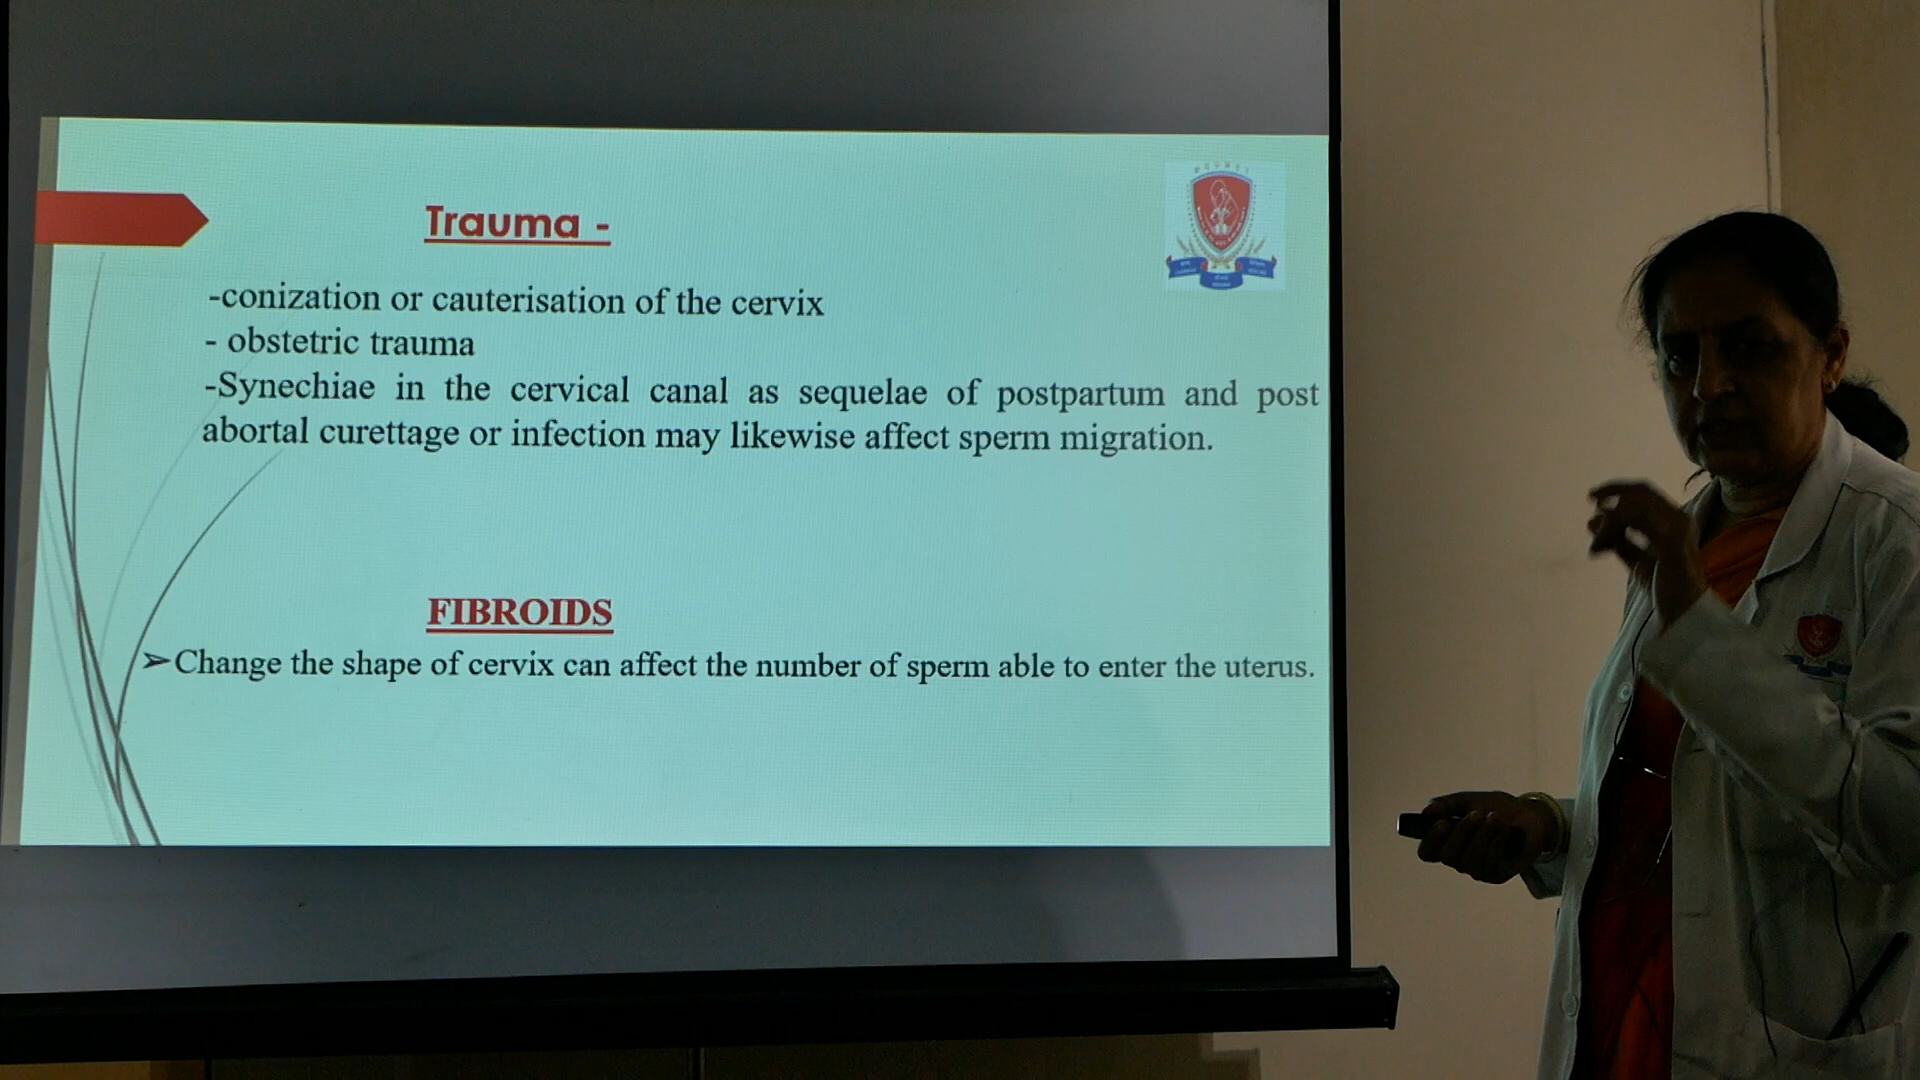 Trauma -
-conization or cauterisation of the cervix
- obstetric trauma
-Synechiae in the cervical canal as sequelae of postpartum and post
abortal curettage or infection may likewise affect sperm migration.
FIBROIDS
➢Change the shape of cervix can affect the number of sperm able to enter the uterus.